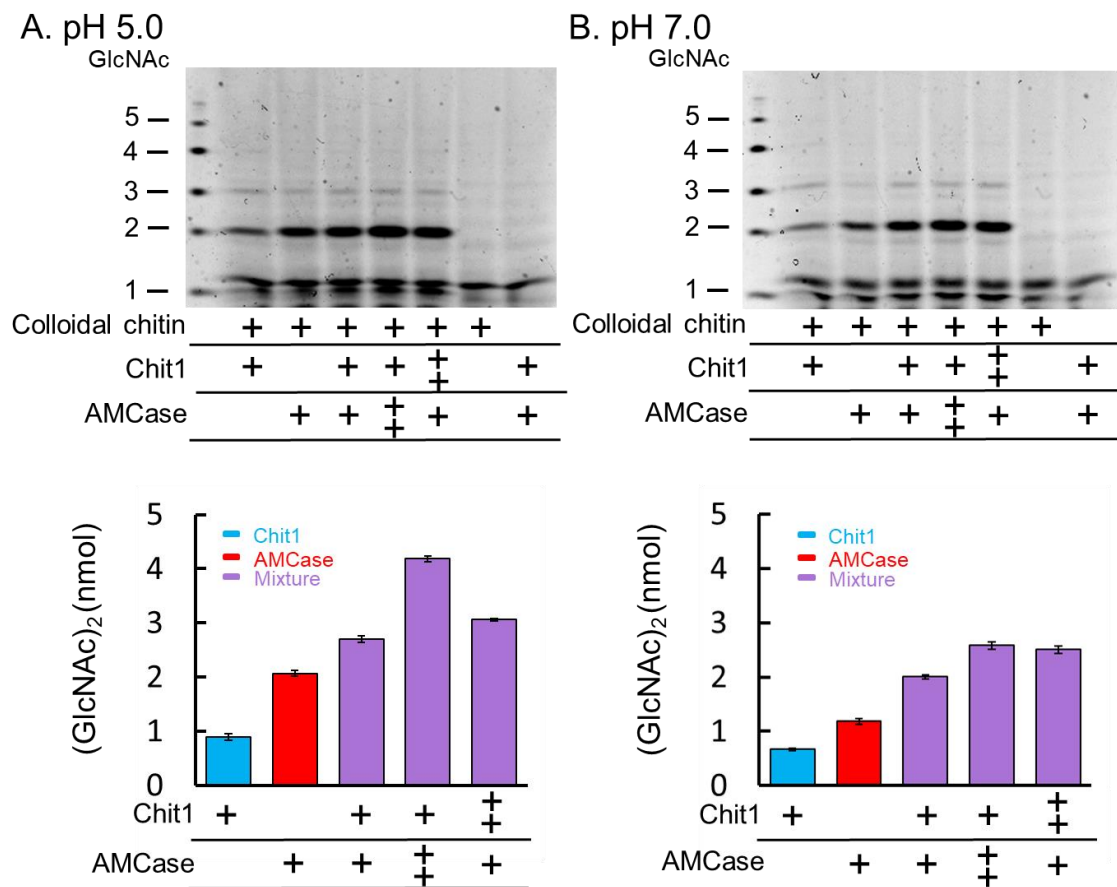 A. pH 5.0
GlcNAc
5
4
3
2
1
Colloidal chitin + + + + + +
Chit1 + + + + + +
AMCase + + + + + +
(GlcNAc)2 (nmol)
5
4
3
2
1
0
Chit1
AMCase
Mixture
Chit1 + + + + +
AMCase + + + + +
B. pH 7.0
GlcNAc
5
4
3
2
1
Colloidal chitin + + + + + +
Chit1 + + + + + +
AMCase + + + + + +
(GlcNAc)2 (nmol)
5
4
3
2
1
0
Chit1
AMCase
Mixture
Chit1 + + + + +
AMCase + + + + +